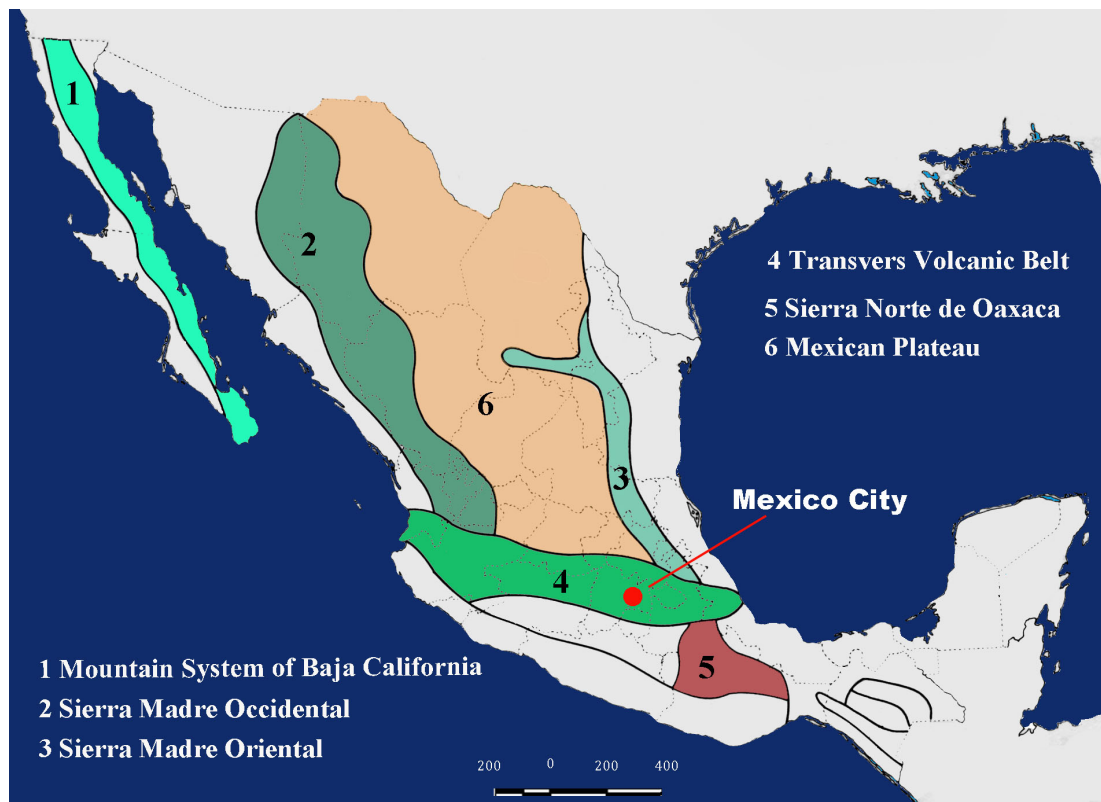 1
2
4 Transvers Volcanic Belt
5 Sierra Norte de Oaxaca
6 Mexican Plateau
6
3
Mexico City
4
5
1 Mountain System of Baja California
2 Sierra Madre Occidental
3 Sierra Madre Oriental
200 0 200 400